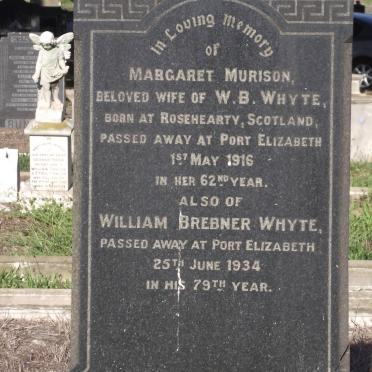 In Loving Memory
of
MARGARET MURISON,
BELOVED WIFE OF W.B. WHYTE,
BORN AT ROSEHEARTY, SCOTLAND,
PASSED AWAY AT PORT ELIZABETH
1ST MAY 1916
IN HER 62ND YEAR.
ALSO OF
WILLIAM BREBNER WHYTE,
PASSED AWAY AT PORT ELIZABETH
25TH JUNE 1934
IN HIS 79TH YEAR.